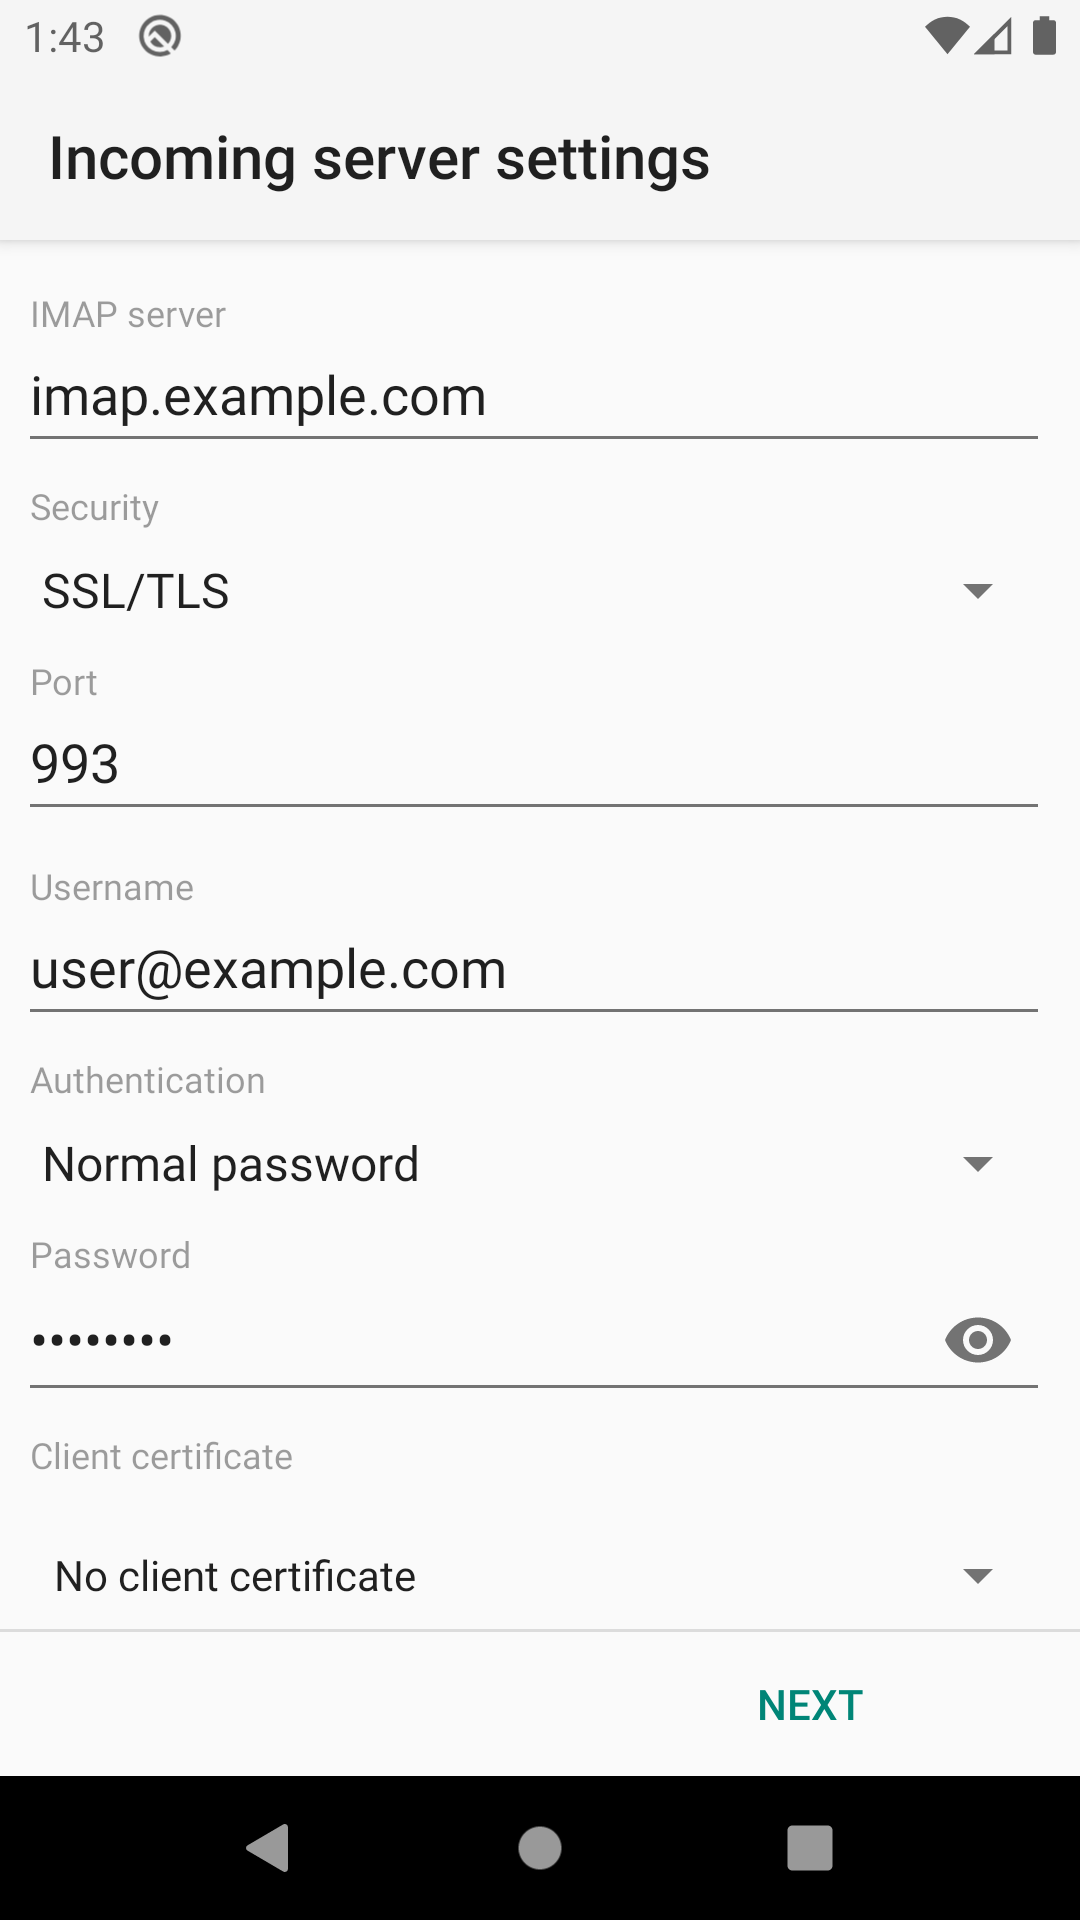 1:43
Incoming server settings
IMAP server
imap.example.com
Security
SSL/TLS
Port
993
Username
user@example.com
Authentication
Normal password
Password
••••••••
Client certificate
No client certificate
NEXT